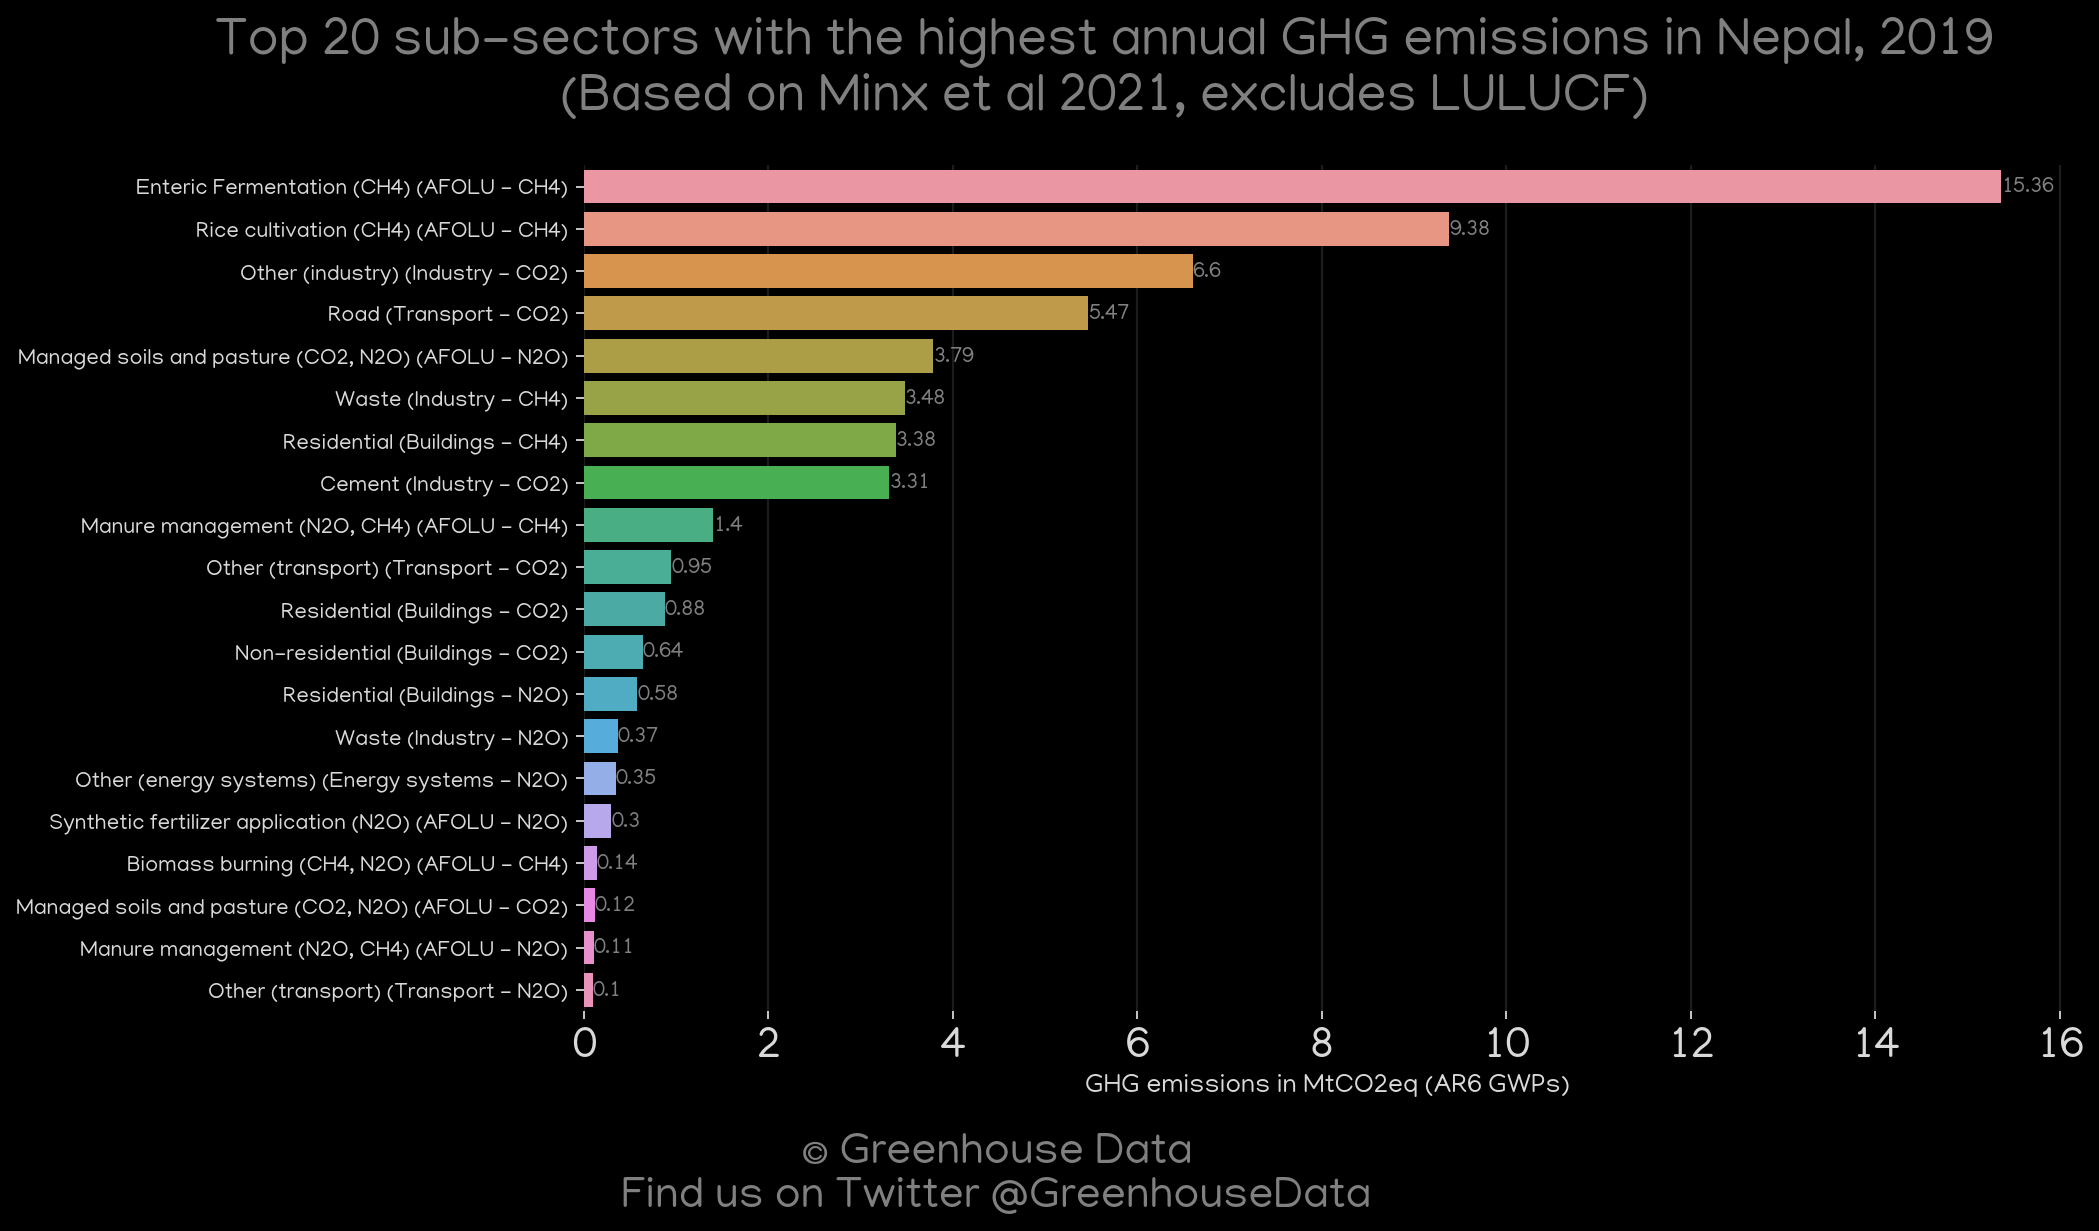 Top 20 sub-sectors with the highest annual GHG emissions in Nepal, 2019
(Based on Minx et al 2021, excludes LULUCF)
Enteric Fermentation (CH4) (AFOLU - CH4) 15.36
Rice cultivation (CH4) (AFOLU - CH4) 9.38
Other (industry) (Industry - CO2) 6.6
Road (Transport - CO2) 5.47
Managed soils and pasture (CO2, N2O) (AFOLU - N2O) 3.79
Waste (Industry - CH4) 3.48
Residential (Buildings - CH4) 3.38
Cement (Industry - CO2) 3.31
Manure management (N2O, CH4) (AFOLU - CH4) 1.4
Other (transport) (Transport - CO2) 0.95
Residential (Buildings - CO2) 0.88
Non-residential (Buildings - CO2) 0.64
Residential (Buildings - N2O) 0.58
Waste (Industry - N2O) 0.37
Other (energy systems) (Energy systems - N2O) 0.35
Synthetic fertilizer application (N2O) (AFOLU - N2O) 0.3
Biomass burning (CH4, N2O) (AFOLU - CH4) 0.14
Managed soils and pasture (CO2, N2O) (AFOLU - CO2) 0.12
Manure management (N2O, CH4) (AFOLU - N2O) 0.11
Other (transport) (Transport - N2O) 0.1
0 2 4 6 8 10 12 14 16
GHG emissions in MtCO2eq (AR6 GWPs)
© Greenhouse Data
Find us on Twitter @GreenhouseData